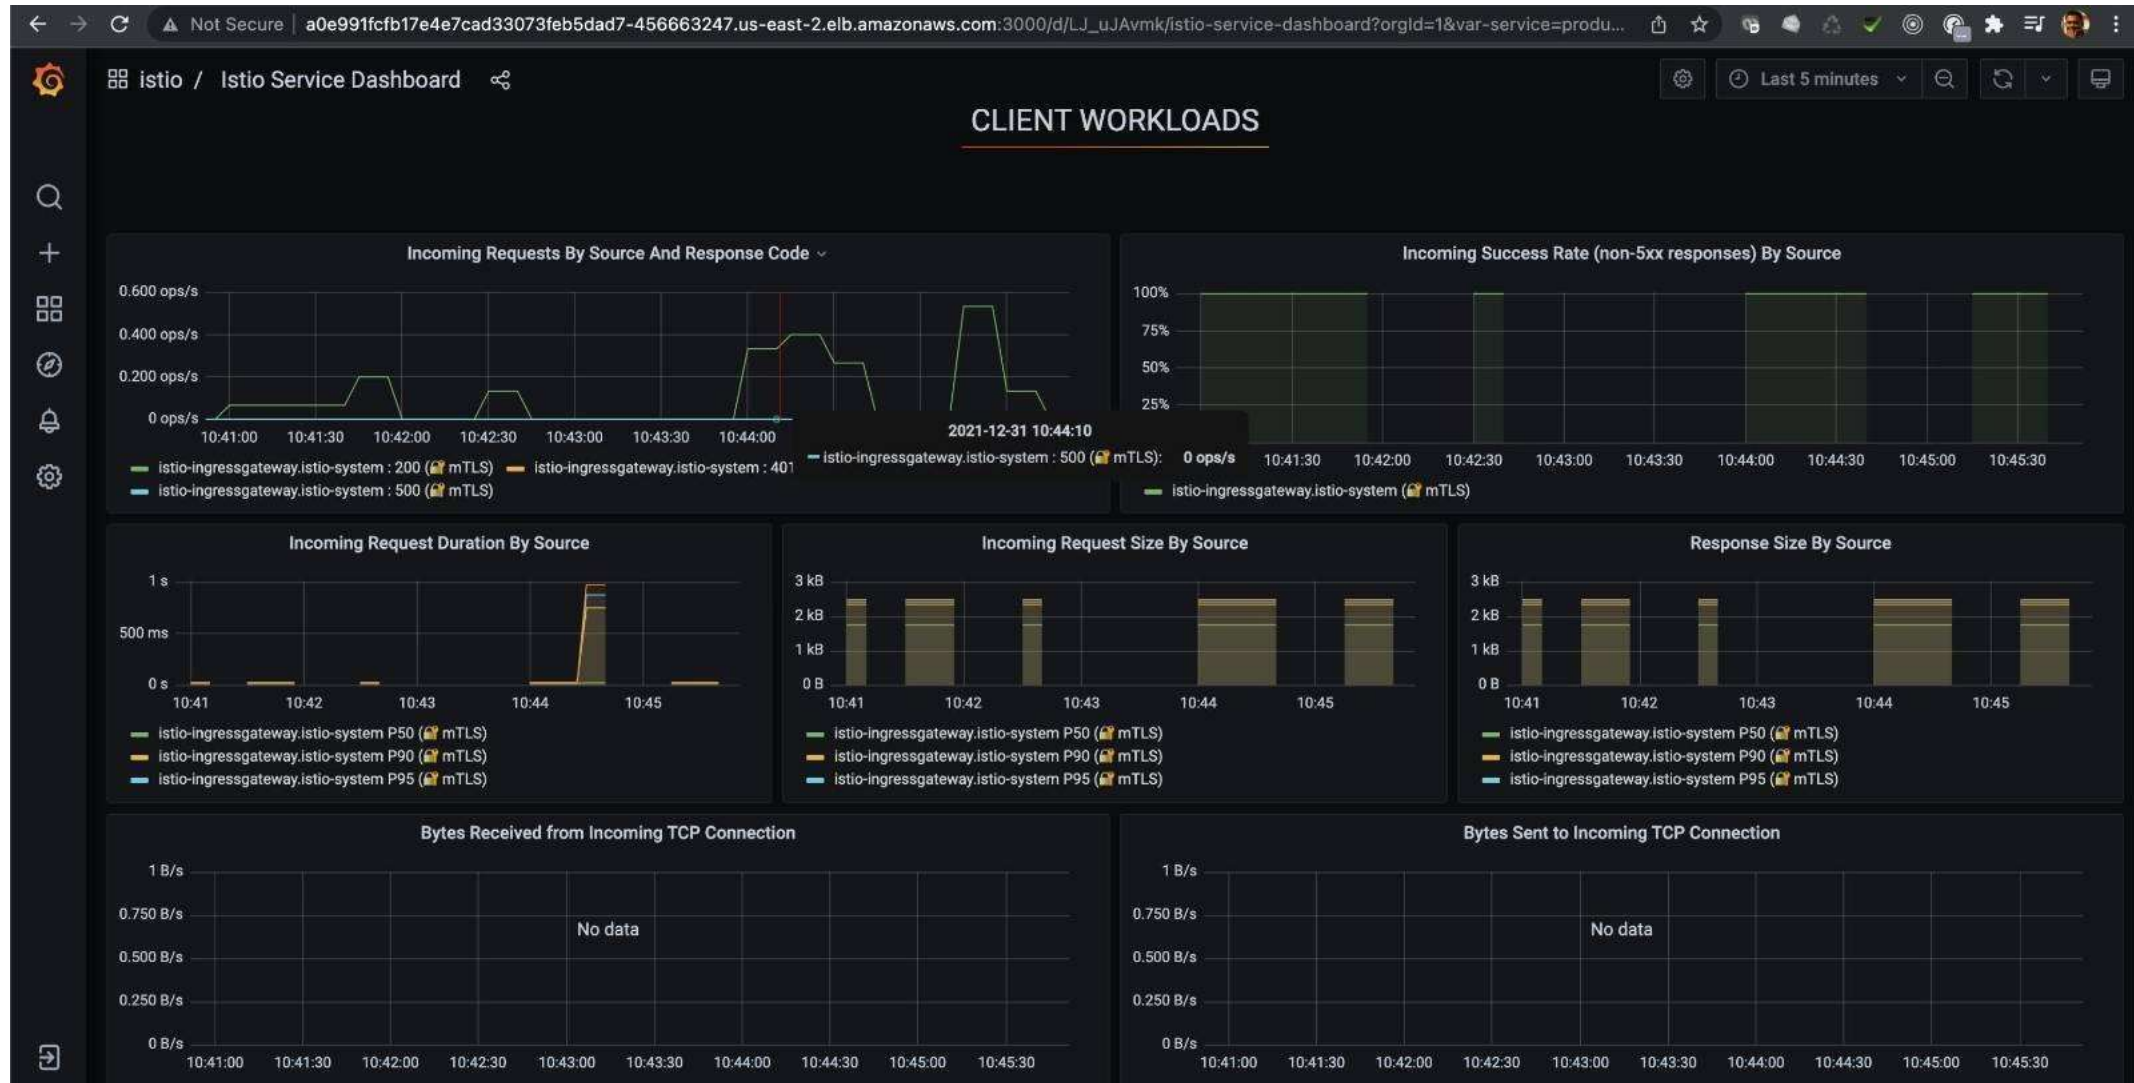 Not Secure | a0e991fcfb17e4e7cad33073feb5dad7-456663247.us-east-2.elb.amazonaws.com:3000/d/LJ_uJAvmk/istio-service-dashboard?orgId=1&var-service=produ...
istio / Istio Service Dashboard
Last 5 minutes
CLIENT WORKLOADS
Incoming Requests By Source And Response Code
0.600 ops/s
0.400 ops/s
0.200 ops/s
0 ops/s
10:41:00 10:41:30 10:42:00 10:42:30 10:43:00 10:43:30 10:44:00
2021-12-31 10:44:10
istio-ingressgateway.istio-system : 500 (🔐 mTLS): 0 ops/s
istio-ingressgateway.istio-system : 200 (🔐 mTLS) istio-ingressgateway.istio-system : 401
istio-ingressgateway.istio-system : 500 (🔐 mTLS)
Incoming Success Rate (non-5xx responses) By Source
100%
75%
50%
25%
10:41:30 10:42:00 10:42:30 10:43:00 10:43:30 10:44:00 10:44:30 10:45:00 10:45:30
istio-ingressgateway.istio-system (🔐 mTLS)
Incoming Request Duration By Source
1 s
500 ms
0 s
10:41 10:42 10:43 10:44 10:45
istio-ingressgateway.istio-system P50 (🔐 mTLS)
istio-ingressgateway.istio-system P90 (🔐 mTLS)
istio-ingressgateway.istio-system P95 (🔐 mTLS)
Incoming Request Size By Source
3 kB
2 kB
1 kB
0 B
10:41 10:42 10:43 10:44 10:45
istio-ingressgateway.istio-system P50 (🔐 mTLS)
istio-ingressgateway.istio-system P90 (🔐 mTLS)
istio-ingressgateway.istio-system P95 (🔐 mTLS)
Response Size By Source
3 kB
2 kB
1 kB
0 B
10:41 10:42 10:43 10:44 10:45
istio-ingressgateway.istio-system P50 (🔐 mTLS)
istio-ingressgateway.istio-system P90 (🔐 mTLS)
istio-ingressgateway.istio-system P95 (🔐 mTLS)
Bytes Received from Incoming TCP Connection
1 B/s
0.750 B/s
No data
0.500 B/s
0.250 B/s
0 B/s
10:41:00 10:41:30 10:42:00 10:42:30 10:43:00 10:43:30 10:44:00 10:44:30 10:45:00 10:45:30
Bytes Sent to Incoming TCP Connection
1 B/s
0.750 B/s
No data
0.500 B/s
0.250 B/s
0 B/s
10:41:00 10:41:30 10:42:00 10:42:30 10:43:00 10:43:30 10:44:00 10:44:30 10:45:00 10:45:30